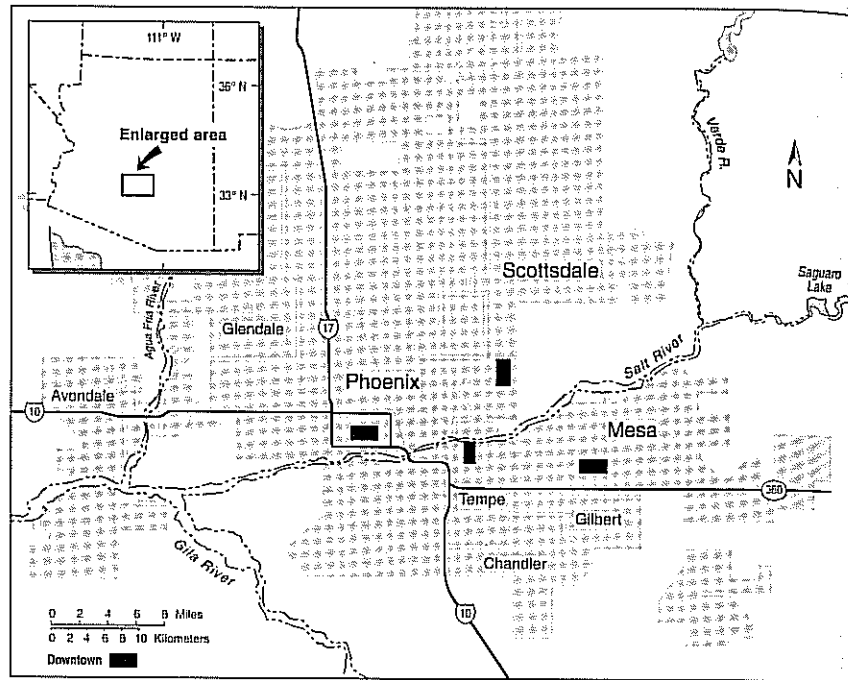 111° W
36° N
Enlarged area
33° N
N
Verde R.
Scottsdale
Saguaro
Lake
Agua Fria River
Glendale
17
Salt River
Phoenix
Avondale
10
Mesa
Tempe
360
Gilbert
Gila River
Chandler
10
0 2 4 6 8 Miles
0 2 4 6 8 10 Kilometers
Downtown